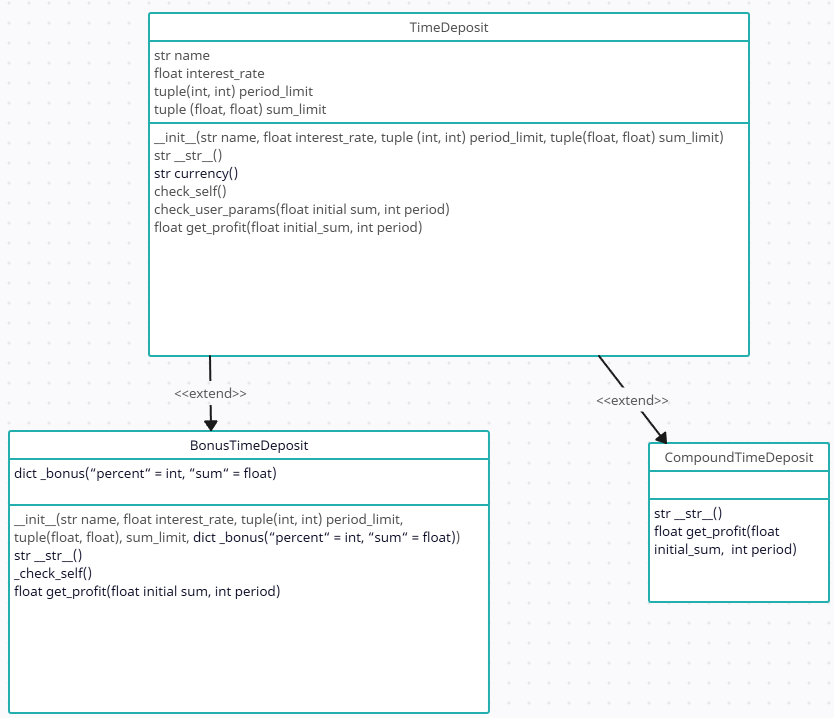 TimeDeposit
str name
float interest_rate
tuple(int, int) period_limit
tuple (float, float) sum_limit
__init__(str name, float interest_rate, tuple (int, int) period_limit, tuple(float, float) sum_limit)
str __str__()
str currency()
check_self()
check_user_params(float initial sum, int period)
float get_profit(float initial_sum, int period)
<<extend>>
<<extend>>
BonusTimeDeposit
dict _bonus(“percent“ = int, “sum“ = float)
__init__(str name, float interest_rate, tuple(int, int) period_limit,
tuple(float, float), sum_limit, dict _bonus(“percent“ = int, “sum“ = float))
str __str__()
_check_self()
float get_profit(float initial sum, int period)
CompoundTimeDeposit
str __str__()
float get_profit(float
initial_sum,  int period)